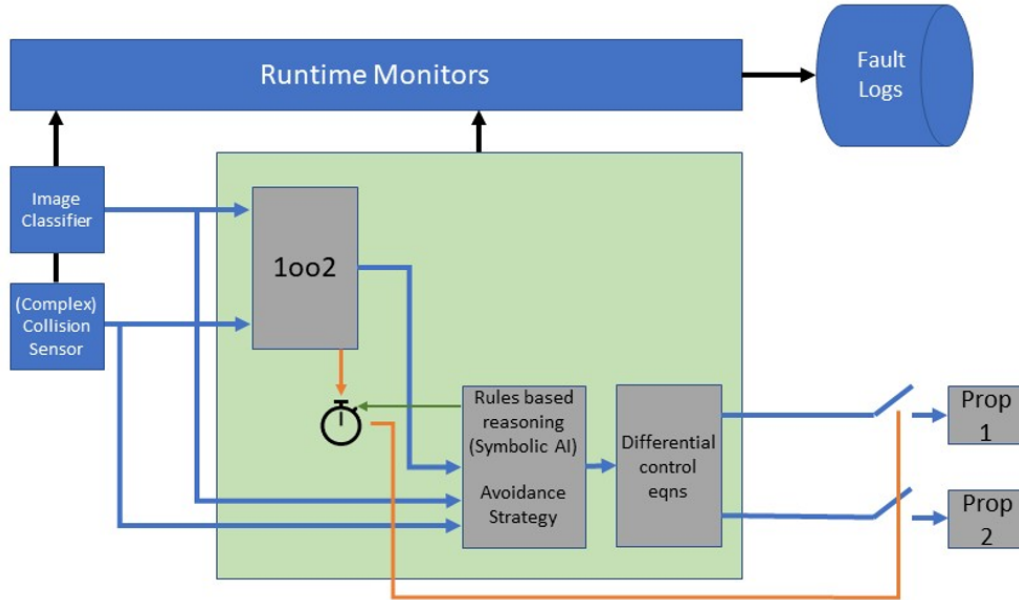 Runtime Monitors
Fault
Logs
Image
Classifier
1oo2
(Complex)
Collision
Sensor
Rules based
reasoning
(Symbolic AI)
Avoidance
Strategy
Differential
control
eqns
Prop
1
Prop
2